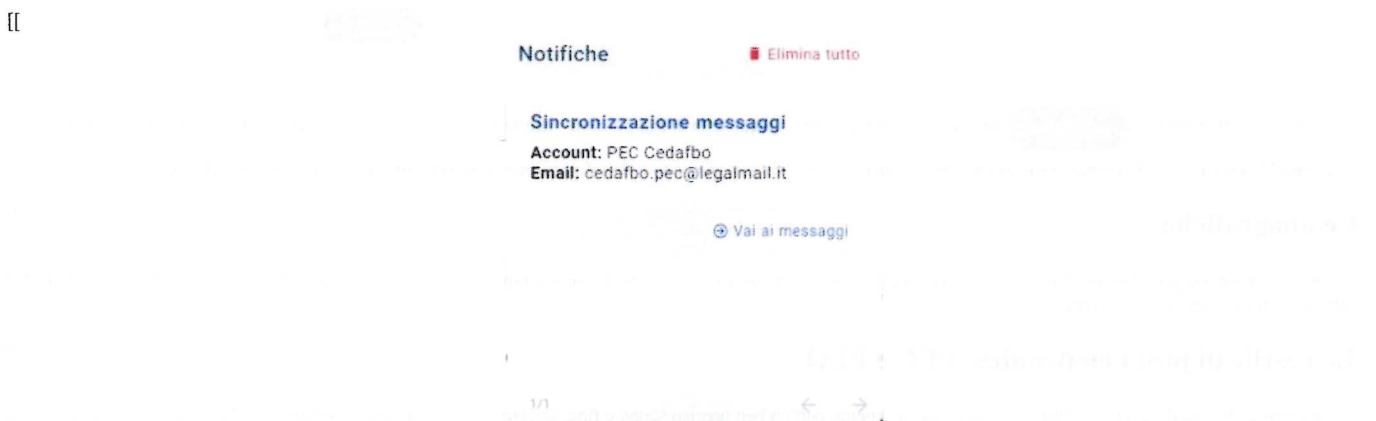 [[
Notifiche Elimina tutto
Sincronizzazione messaggi
Account: PEC Cedafbo
Email: cedafbo.pec@legalmail.it
Vai ai messaggi
1/1